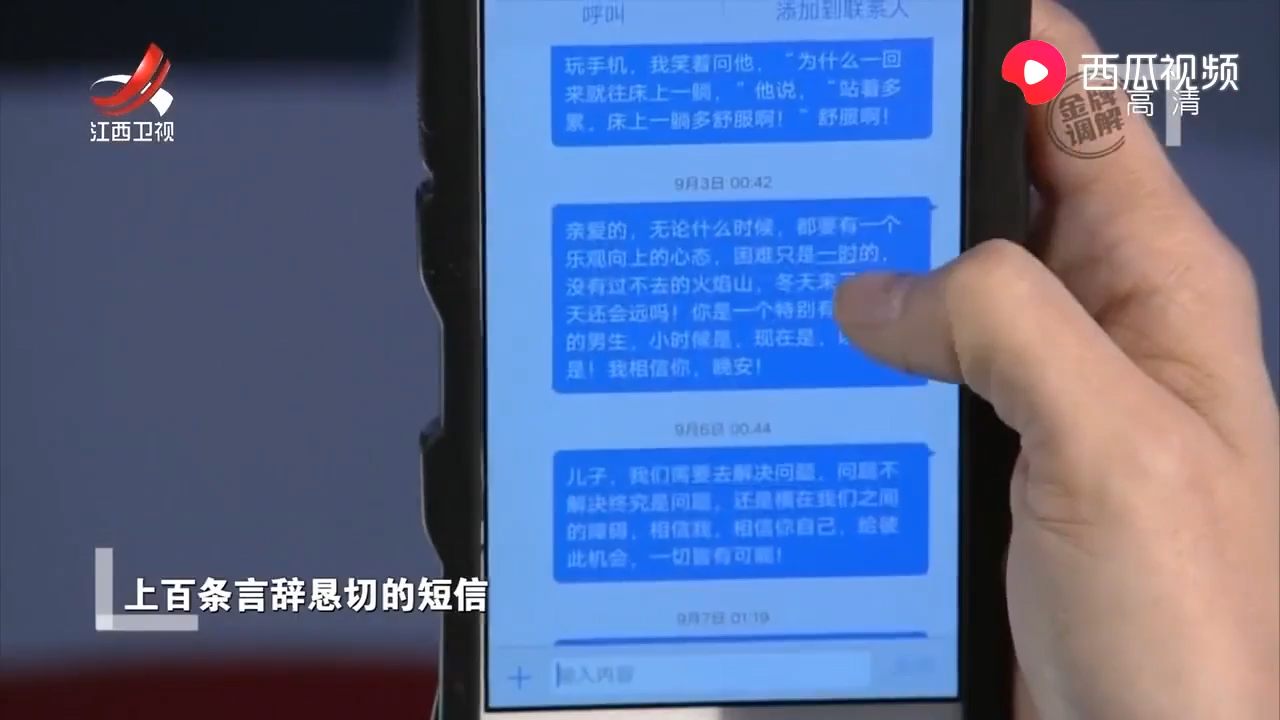 呼叫
添加到联系人
江西卫视
西瓜视频
高清
金牌
调解
玩手机，我笑着问他，“为什么一回
来就往床上一躺，”他说，“站着多
累，床上一躺多舒服啊！”舒服啊！
9月3日 00:42
亲爱的，无论什么时候，都要有一个
乐观向上的心态，困难只是一时的，
没有过不去的火焰山，冬天来
天还会远吗！你是一个特别有
的男生，小时候是，现在是，
是！我相信你，晚安！
9月6日 00:44
儿子，我们需要去解决问题，问题不
解决终究是问题，还是横在我们之间
的障碍，相信我，相信你自己，给彼
此机会，一切皆有可能！
上百条言辞恳切的短信
9月7日 01:19
输入内容